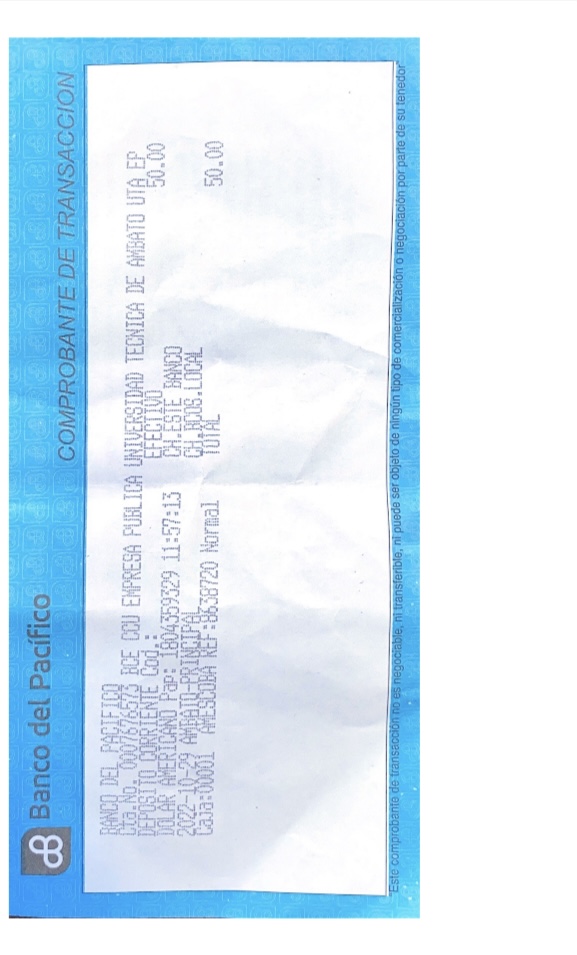 Banco del Pacífico
COMPROBANTE DE TRANSACCION
BANCO DEL PACIFICO
Cta.No. 0007676573 BCE CCU EMPRESA PUBLICA UNIVERSIDAD TECNICA DE AMBATO UTA EP
DEPOSITO CORRIENTE Cod.: EFECTIVO 50.00
DOLAR AMERICANO Pap: 1804359329 11:57:13 CH.ESTE BANCO
2022-10-29 AMBATO-PRINCIPAL CH.BCOS.LOCAL
Caja:00001 REF:8638720 Normal TOTAL 50.00
"Este comprobante de transacción no es negociable, ni transferible, ni puede ser objeto de ningún tipo de comercialización o negociación por parte de su tenedor"